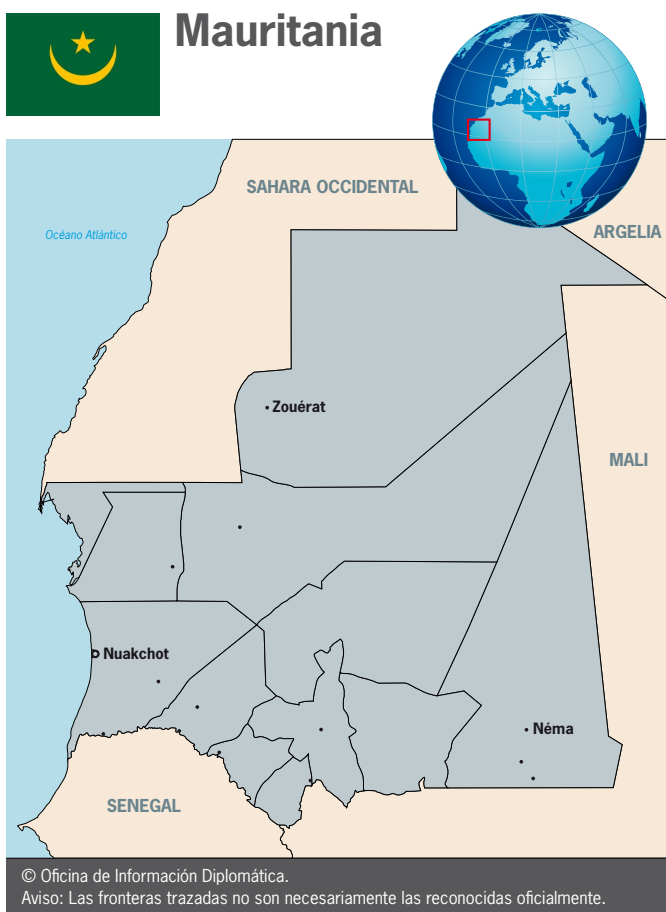 Mauritania
SAHARA OCCIDENTAL
Océano Atlántico
ARGELIA
Zouérat
MALI
Nuakchot
Néma
SENEGAL
© Oficina de Información Diplomática.
Aviso: Las fronteras trazadas no son necesariamente las reconocidas oficialmente.